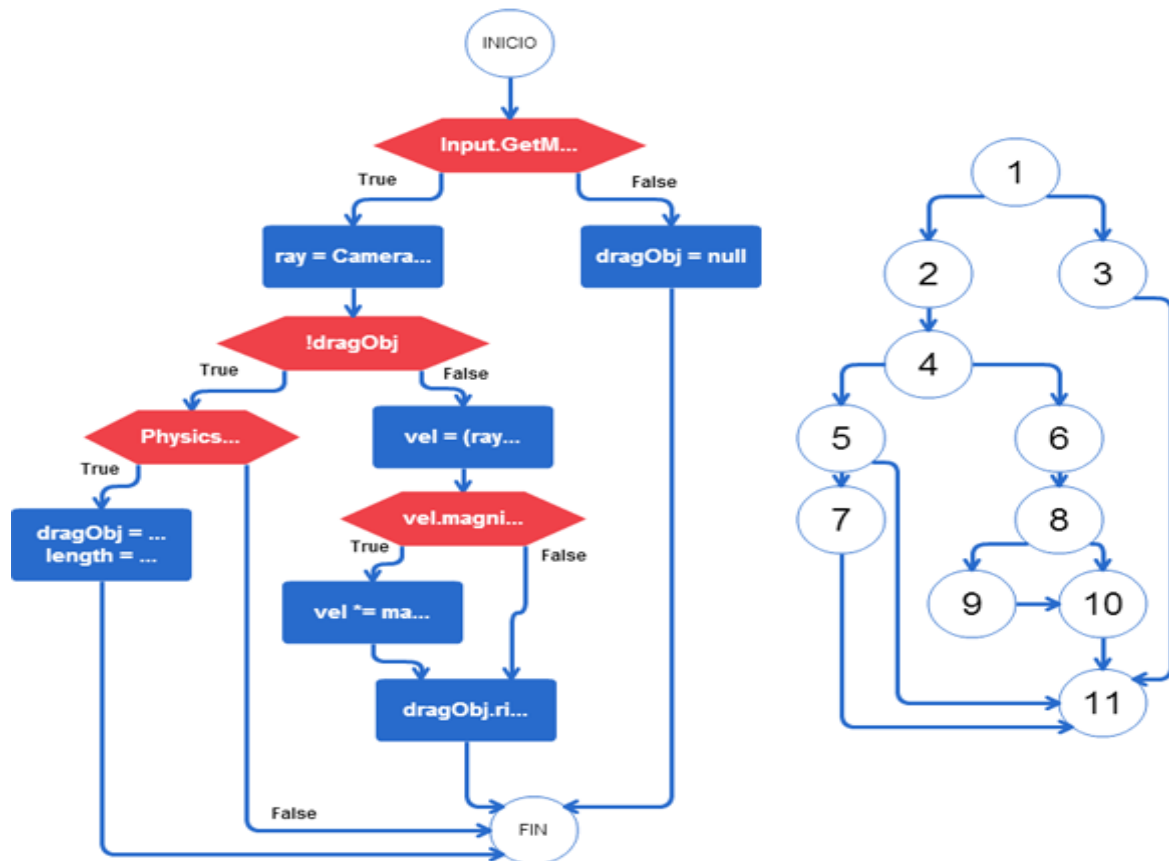 INICIO
Input.GetM...
True
False
ray = Camera...
dragObj = null
!dragObj
True
False
Physics...
vel = (ray...
True
vel.magni...
dragObj = ...
length = ...
True
False
vel *= ma...
dragObj.ri...
False
FIN
1
2
3
4
5
6
7
8
9
10
11